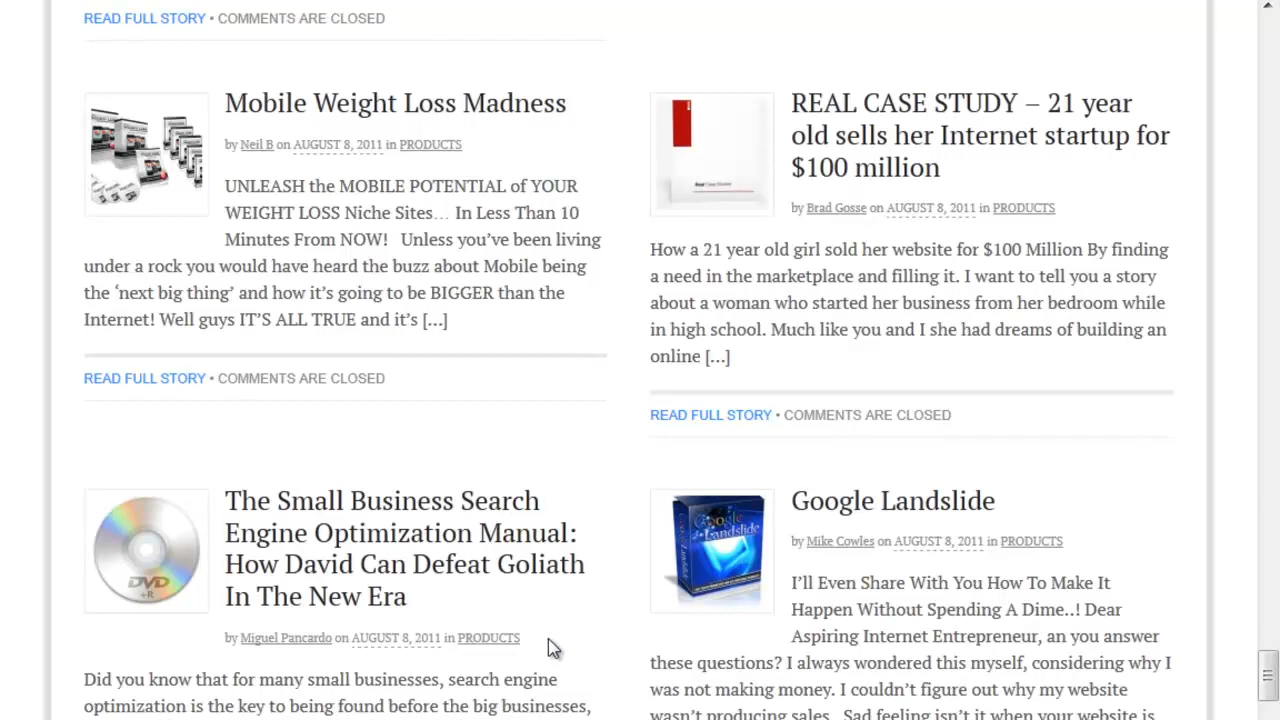 READ FULL STORY • COMMENTS ARE CLOSED
Mobile Weight Loss Madness
by Neil B on AUGUST 8, 2011 in PRODUCTS
UNLEASH the MOBILE POTENTIAL of YOUR
WEIGHT LOSS Niche Sites… In Less Than 10
Minutes From NOW!   Unless you’ve been living
under a rock you would have heard the buzz about Mobile being
the ‘next big thing’ and how it’s going to be BIGGER than the
Internet! Well guys IT’S ALL TRUE and it’s [...]
READ FULL STORY • COMMENTS ARE CLOSED
REAL CASE STUDY – 21 year
old sells her Internet startup for
$100 million
by Brad Gosse on AUGUST 8, 2011 in PRODUCTS
How a 21 year old girl sold her website for $100 Million By finding
a need in the marketplace and filling it. I want to tell you a story
about a woman who started her business from her bedroom while
in high school. Much like you and I she had dreams of building an
online [...]
READ FULL STORY • COMMENTS ARE CLOSED
DVD
+R
The Small Business Search
Engine Optimization Manual:
How David Can Defeat Goliath
In The New Era
by Miguel Pancardo on AUGUST 8, 2011 in PRODUCTS
Did you know that for many small businesses, search engine
optimization is the key to being found before the big businesses,
Google
Landslide
Google Landslide
by Mike Cowles on AUGUST 8, 2011 in PRODUCTS
I’ll Even Share With You How To Make It
Happen Without Spending A Dime..! Dear
Aspiring Internet Entrepreneur, an you answer
these questions? I always wondered this myself, considering why I
was not making money. I couldn’t figure out why my website
wasn’t producing sales.  Sad feeling isn’t it when your website is